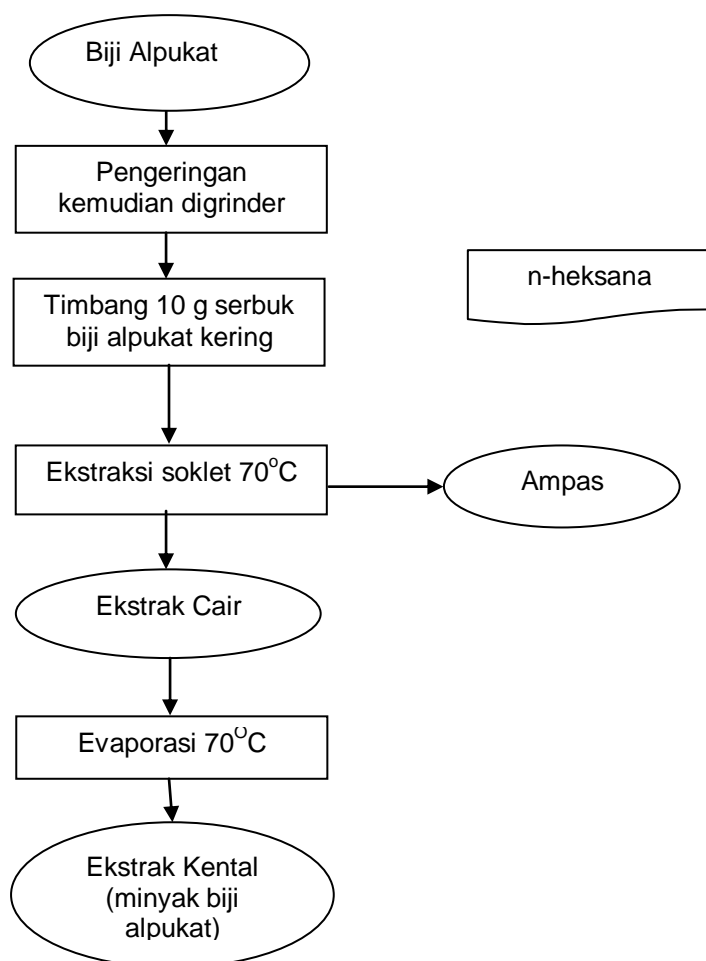 Biji Alpukat
Pengeringan
kemudian digrinder
n-heksana
Timbang 10 g serbuk
biji alpukat kering
Ekstraksi soklet 70°C
Ampas
Ekstrak Cair
Evaporasi 70°C
Ekstrak Kental
(minyak biji
alpukat)